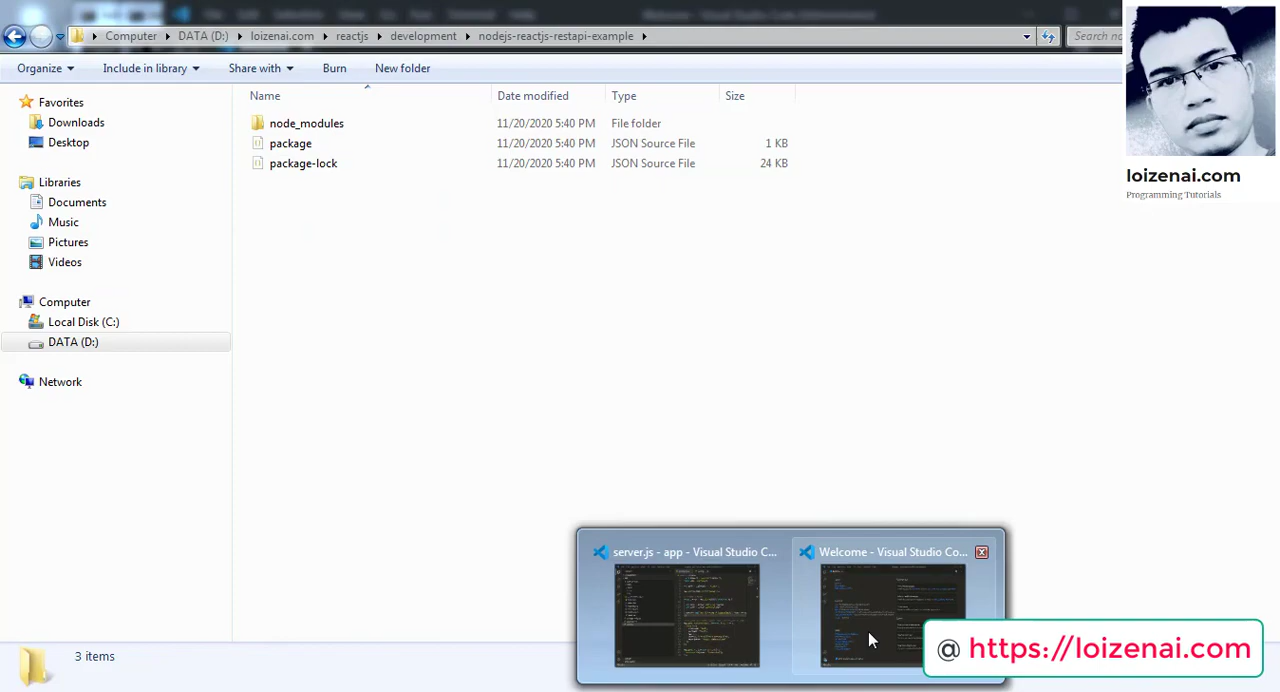 Computer DATA (D:) loizenai.com reactjs development nodejs-reactjs-restapi-example
Search no
Organize Include in library Share with Burn New folder
Name Date modified Type Size
node_modules 11/20/2020 5:40 PM File folder
package 11/20/2020 5:40 PM JSON Source File 1 KB
package-lock 11/20/2020 5:40 PM JSON Source File 24 KB
Favorites
Downloads
Desktop
Libraries
Documents
Music
Pictures
Videos
Computer
Local Disk (C:)
DATA (D:)
Network
loizenai.com
Programming Tutorials
server.js - app - Visual Studio C...
Welcome - Visual Studio Co...
@ https://loizenai.com
3 items